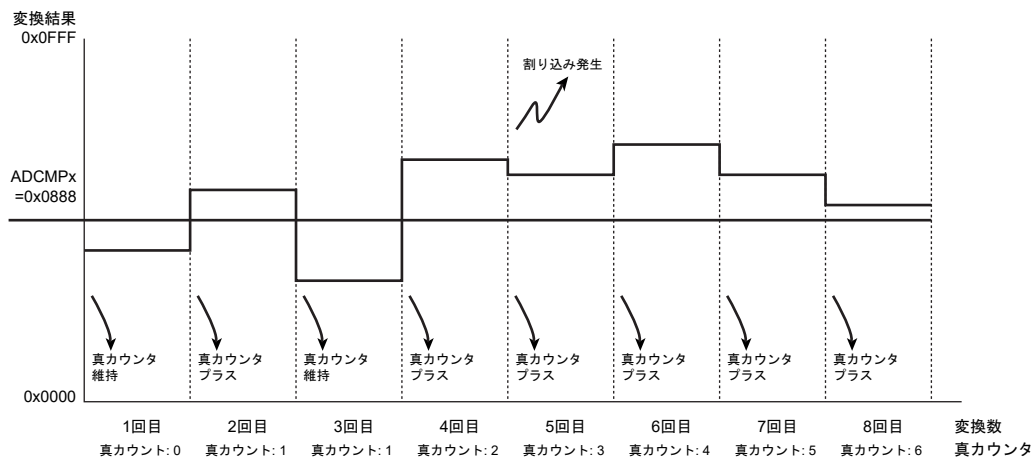 変換結果
0x0FFF
割り込み発生
ADCMPx
=0x0888
真カウンタ
維持
真カウンタ
プラス
真カウンタ
維持
真カウンタ
プラス
真カウンタ
プラス
真カウンタ
プラス
真カウンタ
プラス
真カウンタ
プラス
0x0000
1回目 2回目 3回目 4回目 5回目 6回目 7回目 8回目 変換数
真カウント: 0 真カウント: 1 真カウント: 1 真カウント: 2 真カウント: 3 真カウント: 4 真カウント: 5 真カウント: 6 真カウンタ